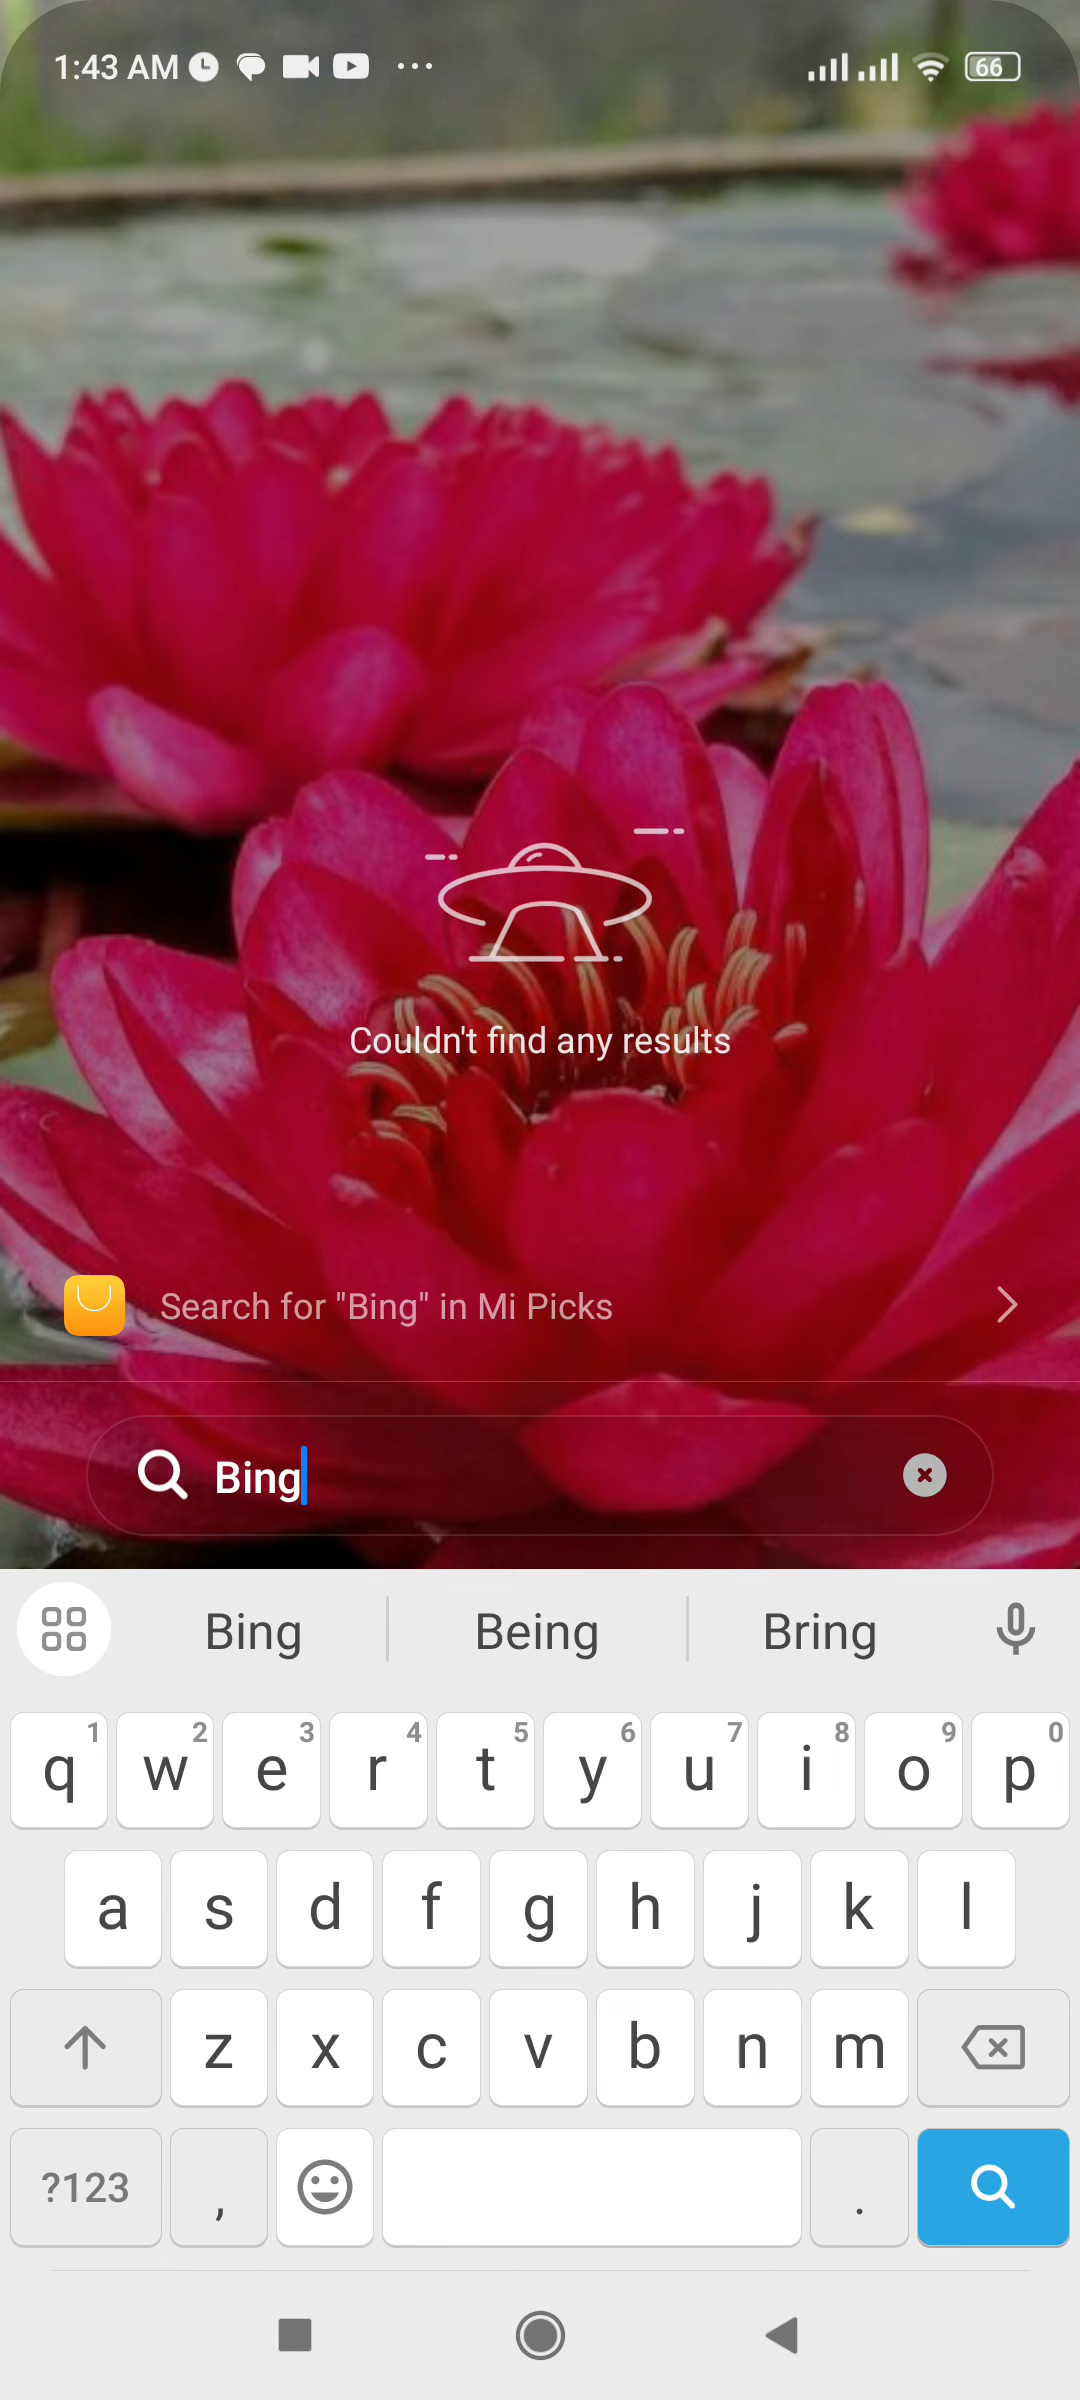 1:43 AM 66
Couldn't find any results
Search for "Bing" in Mi Picks
Bing
Bing Being Bring
1 2 3 4 5 6 7 8 9 0
q w e r t y u i o p
a s d f g h j k l
z x c v b n m
?123 , .